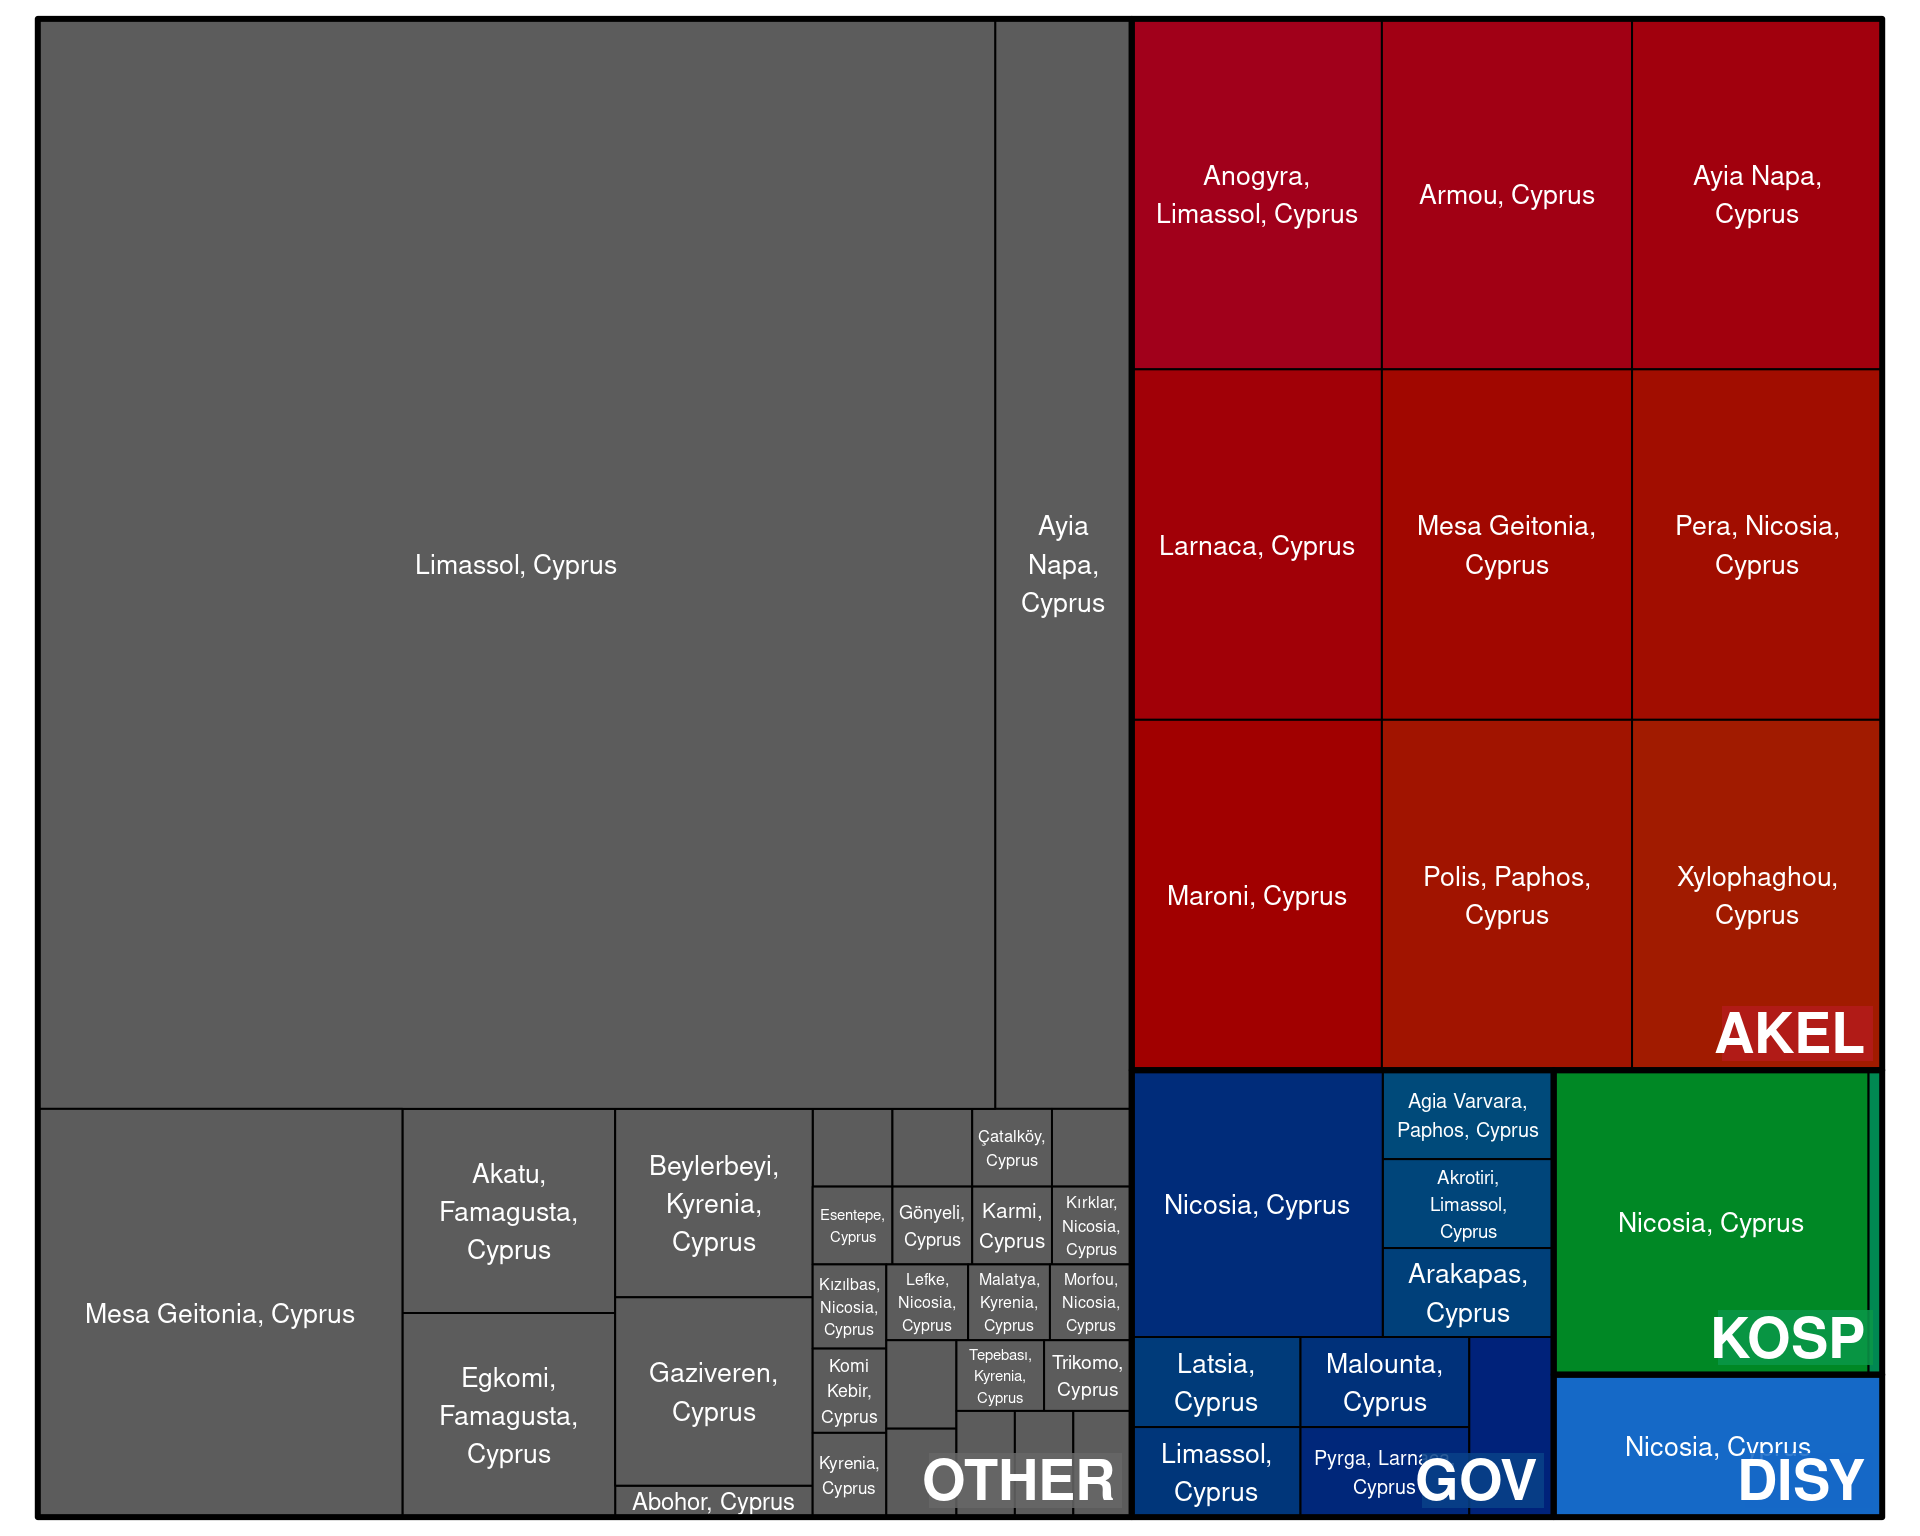 Limassol, Cyprus
Ayia
Napa,
Cyprus
Mesa Geitonia, Cyprus
Akatu,
Famagusta,
Cyprus
Egkomi,
Famagusta,
Cyprus
Beylerbeyi,
Kyrenia,
Cyprus
Gaziveren,
Cyprus
Abohor, Cyprus
Çatalköy,
Cyprus
Esentepe,
Cyprus
Gönyeli,
Cyprus
Karmi,
Cyprus
Kırklar,
Nicosia,
Cyprus
Kızılbas,
Nicosia,
Cyprus
Lefke,
Nicosia,
Cyprus
Malatya,
Kyrenia,
Cyprus
Morfou,
Nicosia,
Cyprus
Komi
Kebir,
Cyprus
Tepebası,
Kyrenia,
Cyprus
Trikomo,
Cyprus
Kyrenia,
Cyprus
OTHER
Anogyra,
Limassol, Cyprus
Armou, Cyprus
Ayia Napa,
Cyprus
Larnaca, Cyprus
Mesa Geitonia,
Cyprus
Pera, Nicosia,
Cyprus
Maroni, Cyprus
Polis, Paphos,
Cyprus
Xylophaghou,
Cyprus
AKEL
Nicosia, Cyprus
Agia Varvara,
Paphos, Cyprus
Akrotiri,
Limassol,
Cyprus
Arakapas,
Cyprus
Latsia,
Cyprus
Malounta,
Cyprus
Limassol,
Cyprus
Pyrga, Larnaca,
Cyprus
GOV
Nicosia, Cyprus
KOSP
Nicosia, Cyprus
DISY